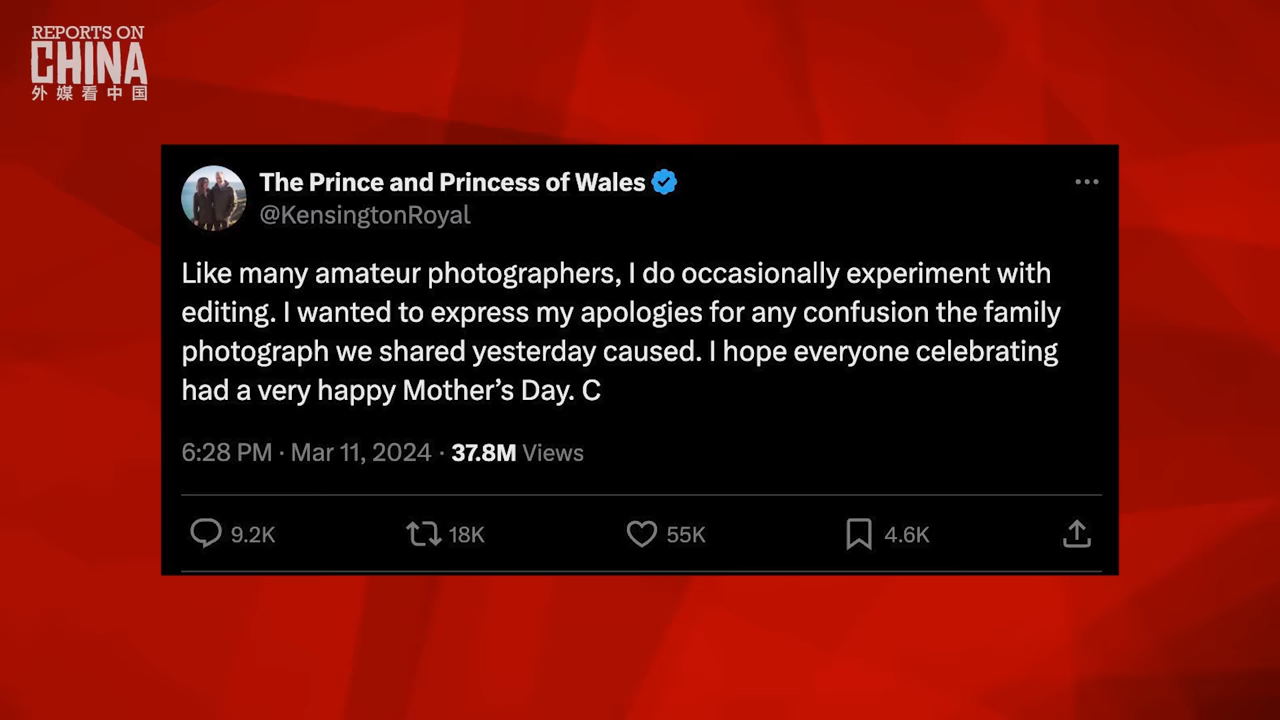 REPORTS ON
CHINA
外媒看中国
The Prince and Princess of Wales
@KensingtonRoyal
Like many amateur photographers, I do occasionally experiment with
editing. I wanted to express my apologies for any confusion the family
photograph we shared yesterday caused. I hope everyone celebrating
had a very happy Mother’s Day. C
6:28 PM · Mar 11, 2024 · 37.8M Views
9.2K 18K 55K 4.6K